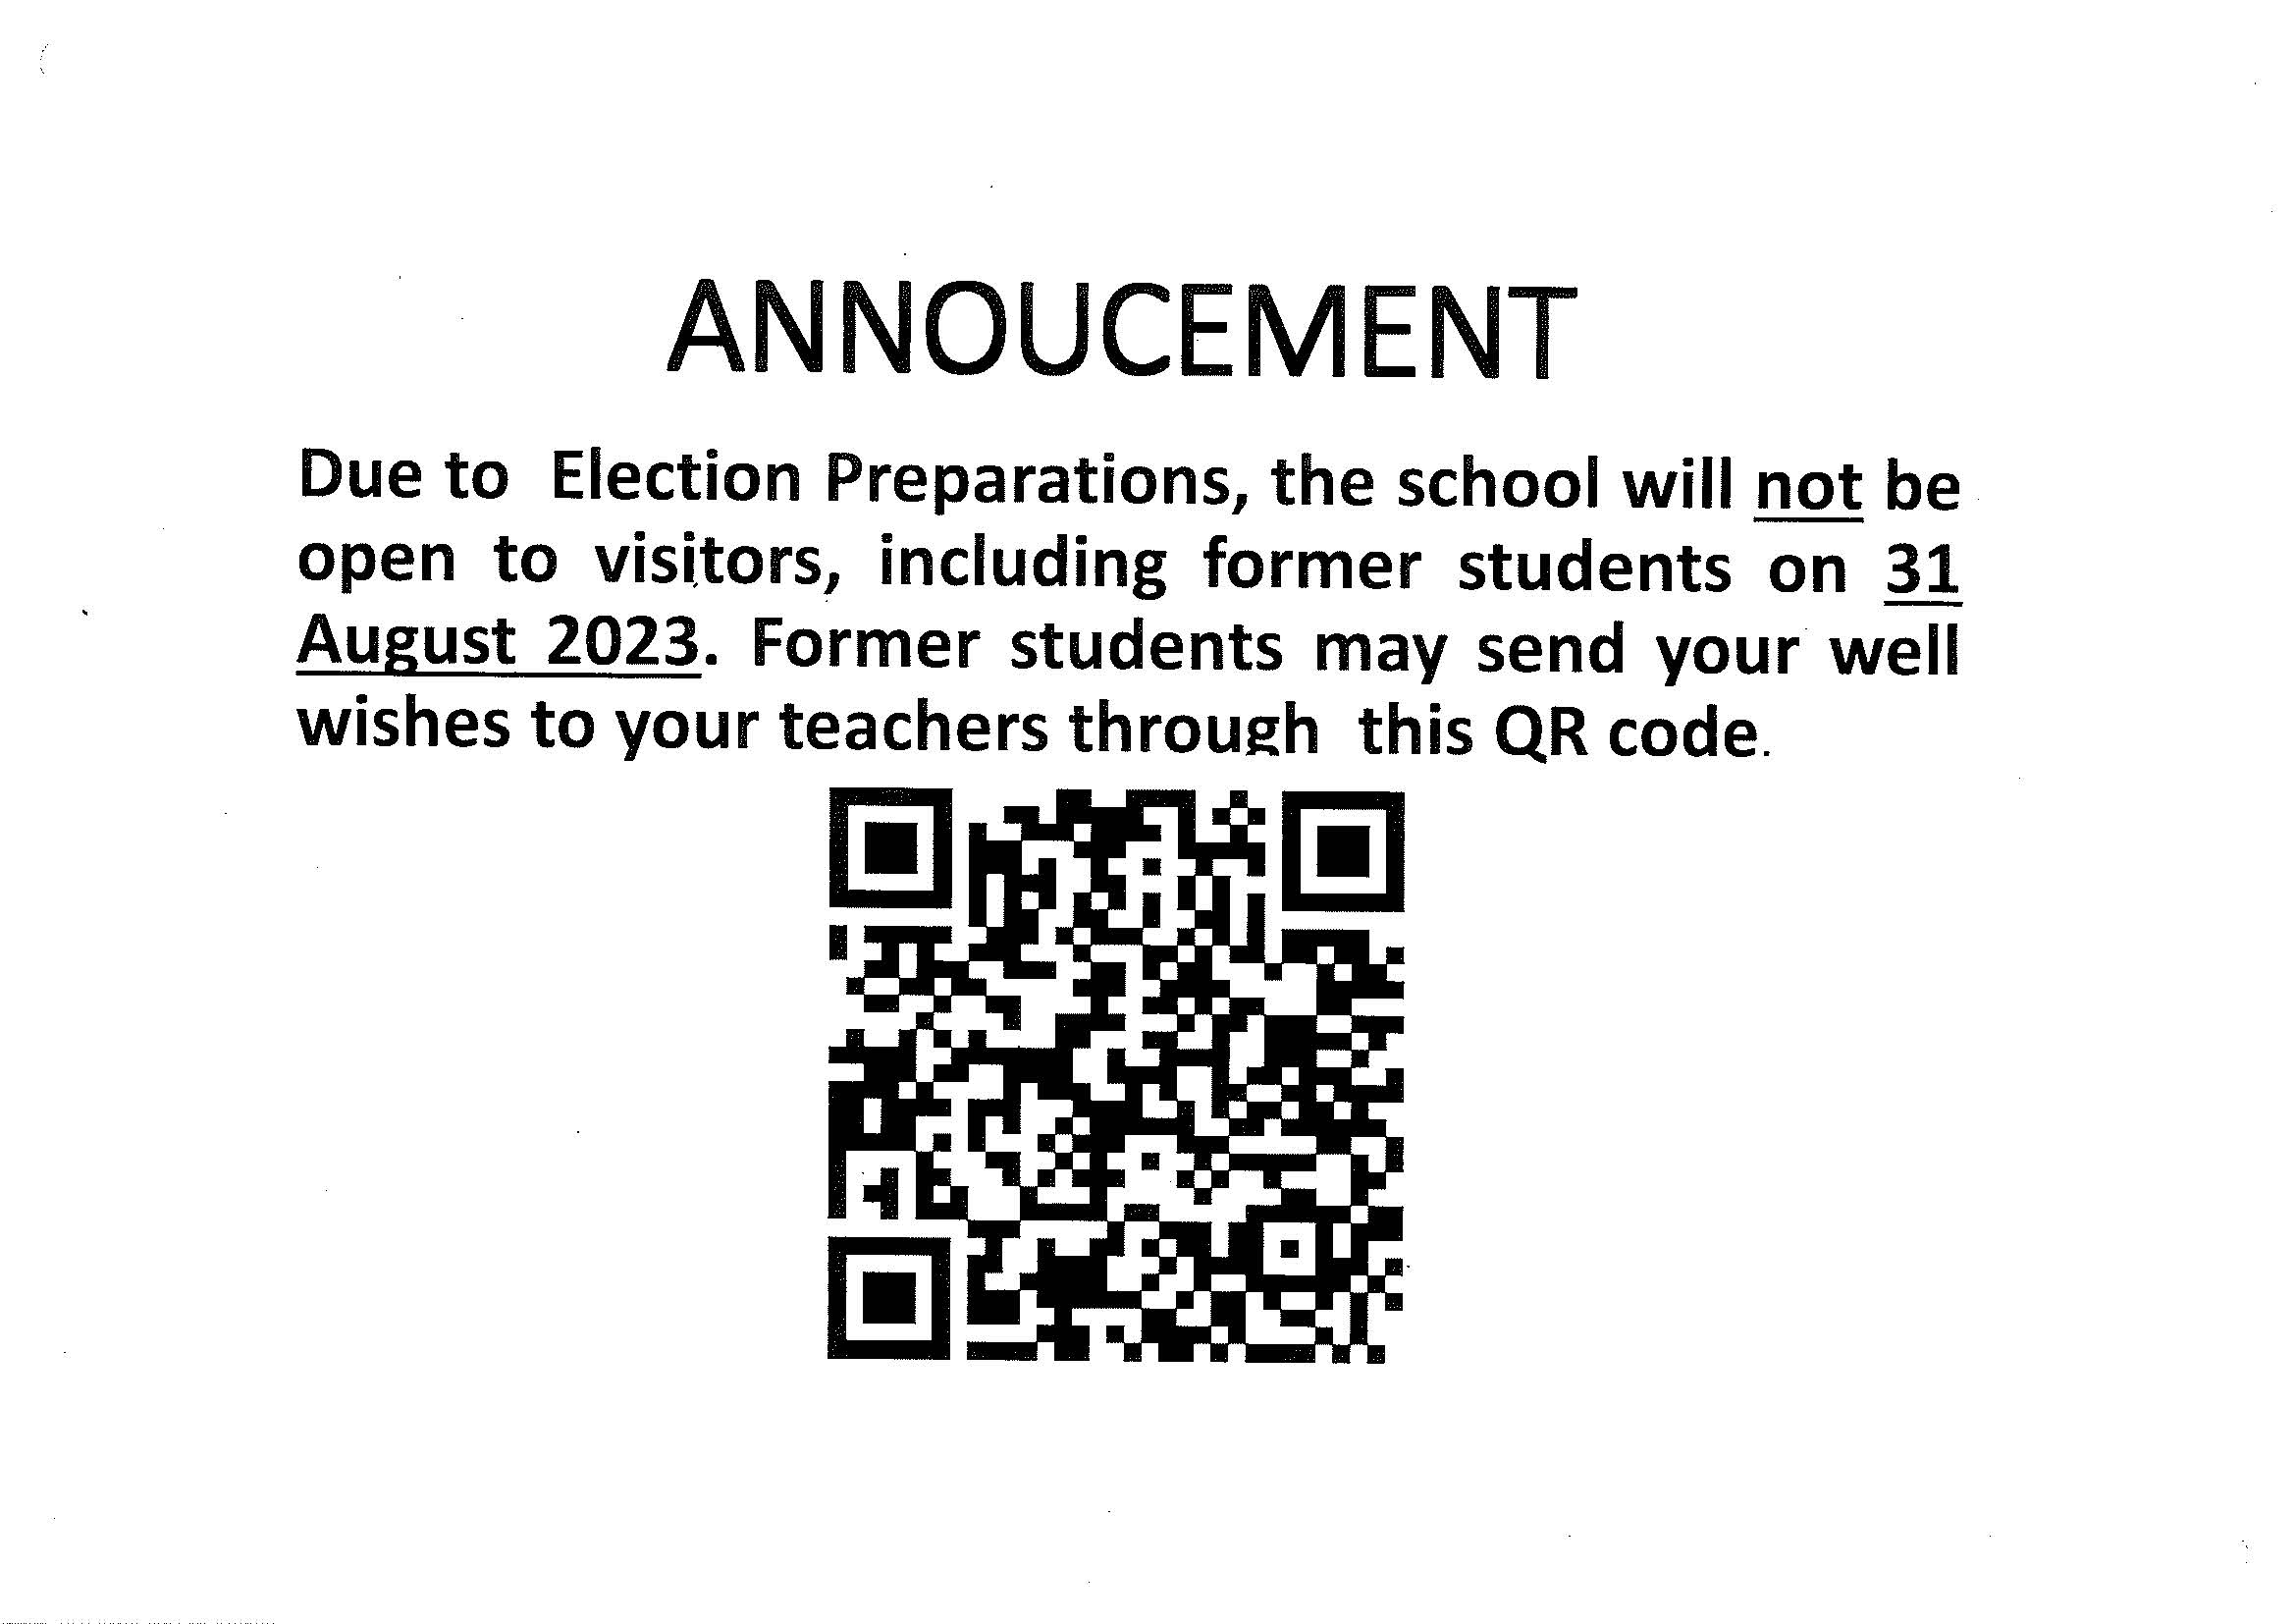 ANNOUCEMENT
Due to Election Preparations, the school will not be
open to visitors, including former students on 31
August 2023. Former students may send your well
wishes to your teachers through this QR code.